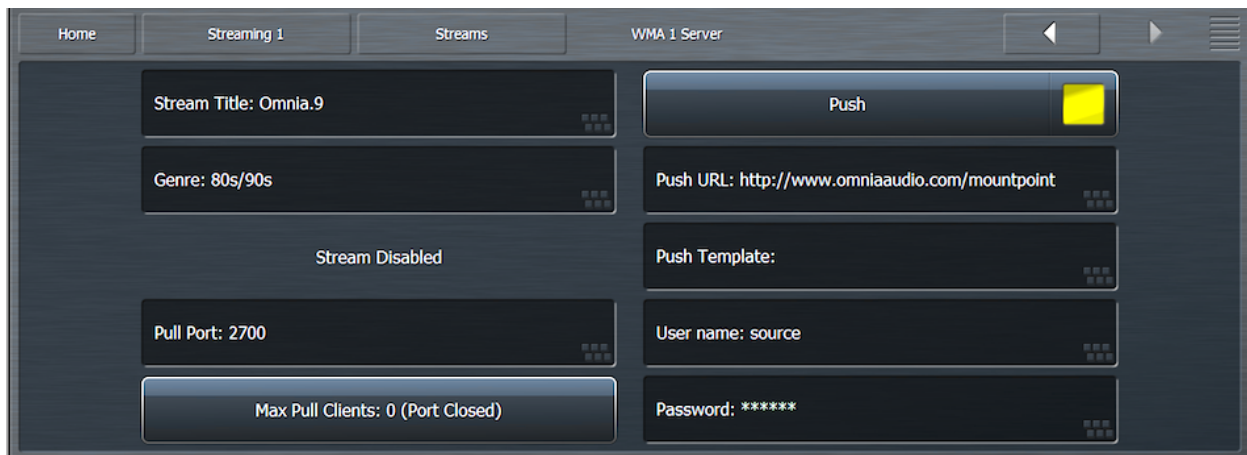 Home
Streaming 1
Streams
WMA 1 Server
Stream Title: Omnia.9
Push
Genre: 80s/90s
Push URL: http://www.omniaaudio.com/mountpoint
Stream Disabled
Push Template:
Pull Port: 2700
User name: source
Max Pull Clients: 0 (Port Closed)
Password: ******